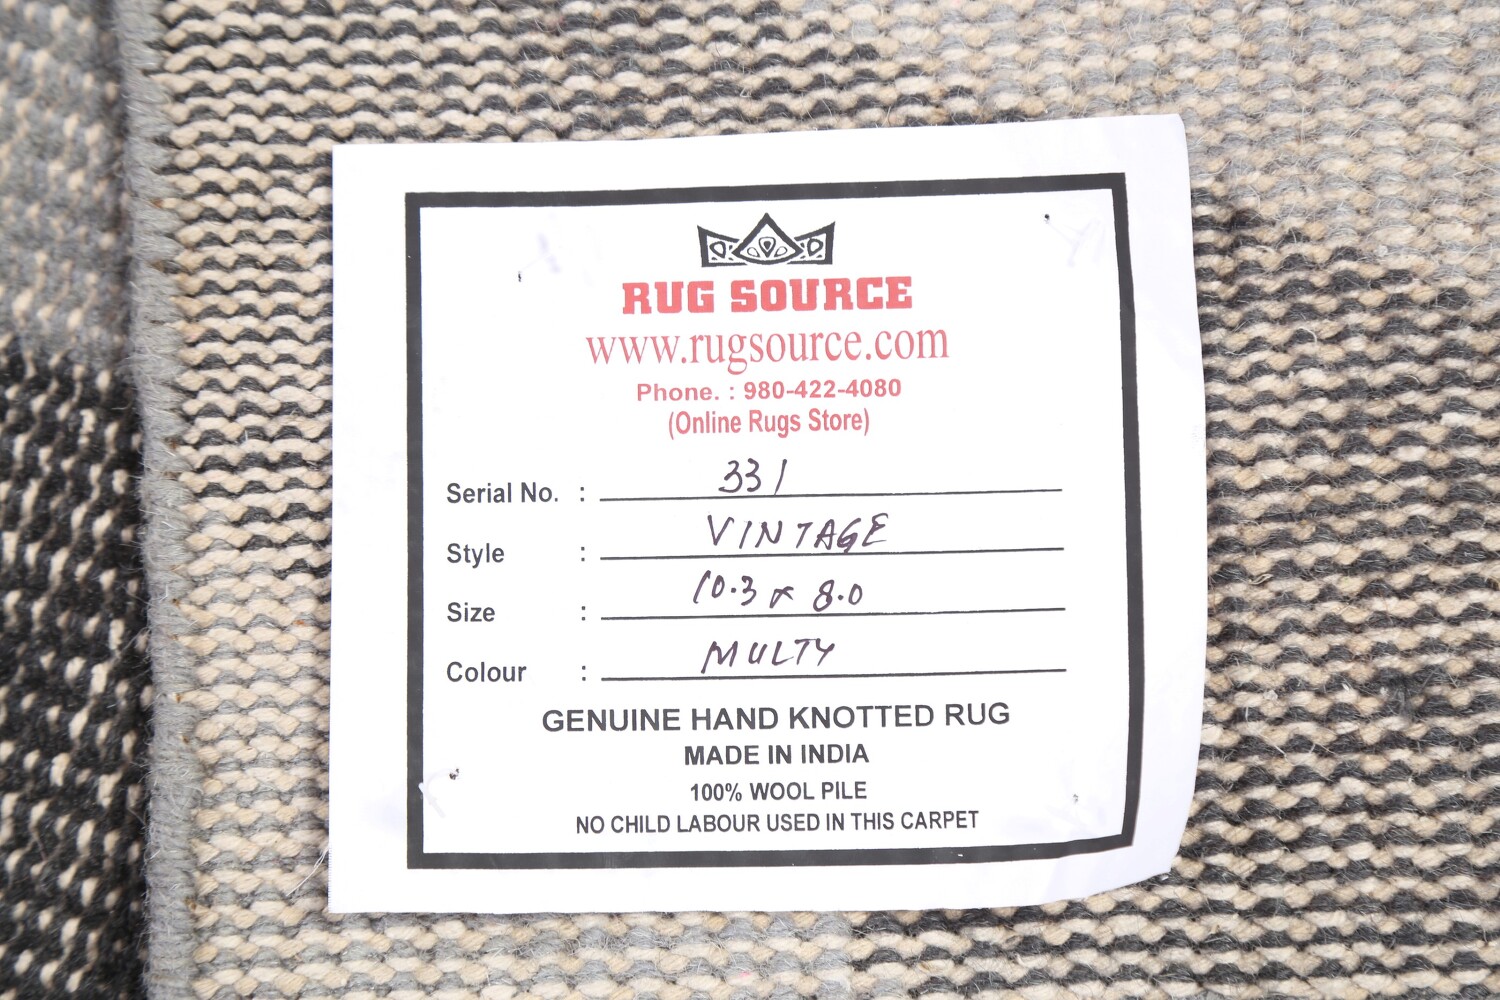 RUG SOURCE
www.rugsource.com
Phone. : 980-422-4080
(Online Rugs Store)
Serial No. : 331
Style : VINTAGE
Size : 10.3 x 8.0
Colour : MULTY
GENUINE HAND KNOTTED RUG
MADE IN INDIA
100% WOOL PILE
NO CHILD LABOUR USED IN THIS CARPET